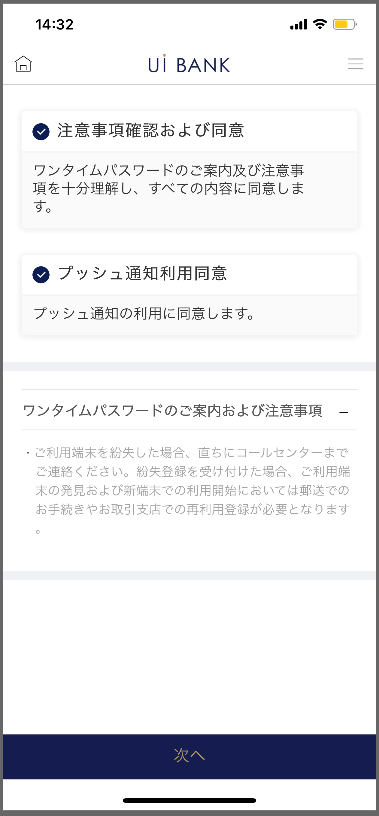 14:32
UI BANK
注意事項確認および同意
ワンタイムパスワードのご案内及び注意事
項を十分理解し、すべての内容に同意しま
す。
プッシュ通知利用同意
プッシュ通知の利用に同意します。
ワンタイムパスワードのご案内および注意事項
・ご利用端末を紛失した場合、直ちにコールセンターまで
ご連絡ください。紛失登録を受け付けた場合、ご利用端
末の発見および新端末での利用開始においては郵送での
お手続きやお取引支店での再利用登録が必要となります
。
次へ